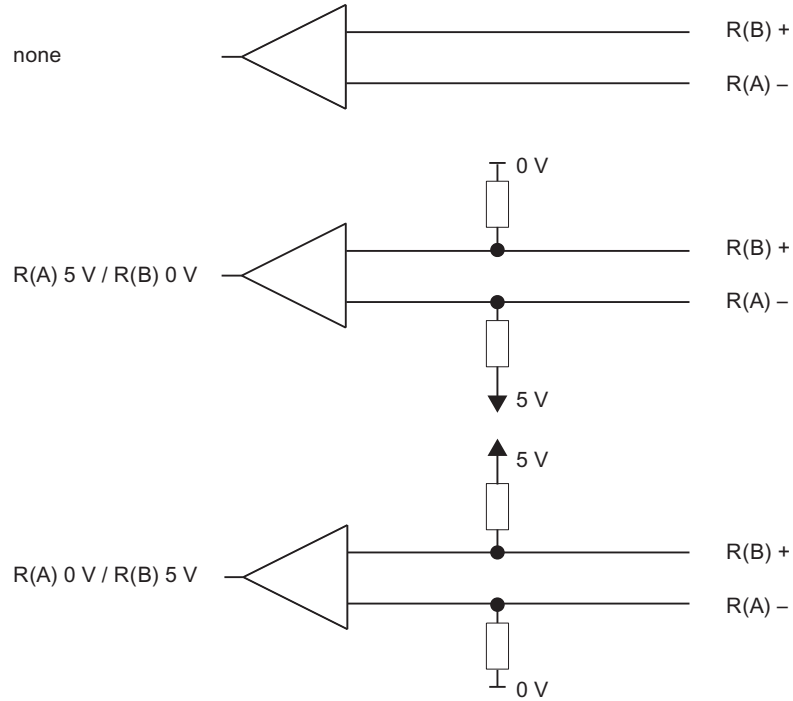 none
R(B) +
R(A) –
0 V
R(A) 5 V / R(B) 0 V
R(B) +
R(A) –
5 V
5 V
R(A) 0 V / R(B) 5 V
R(B) +
R(A) –
0 V